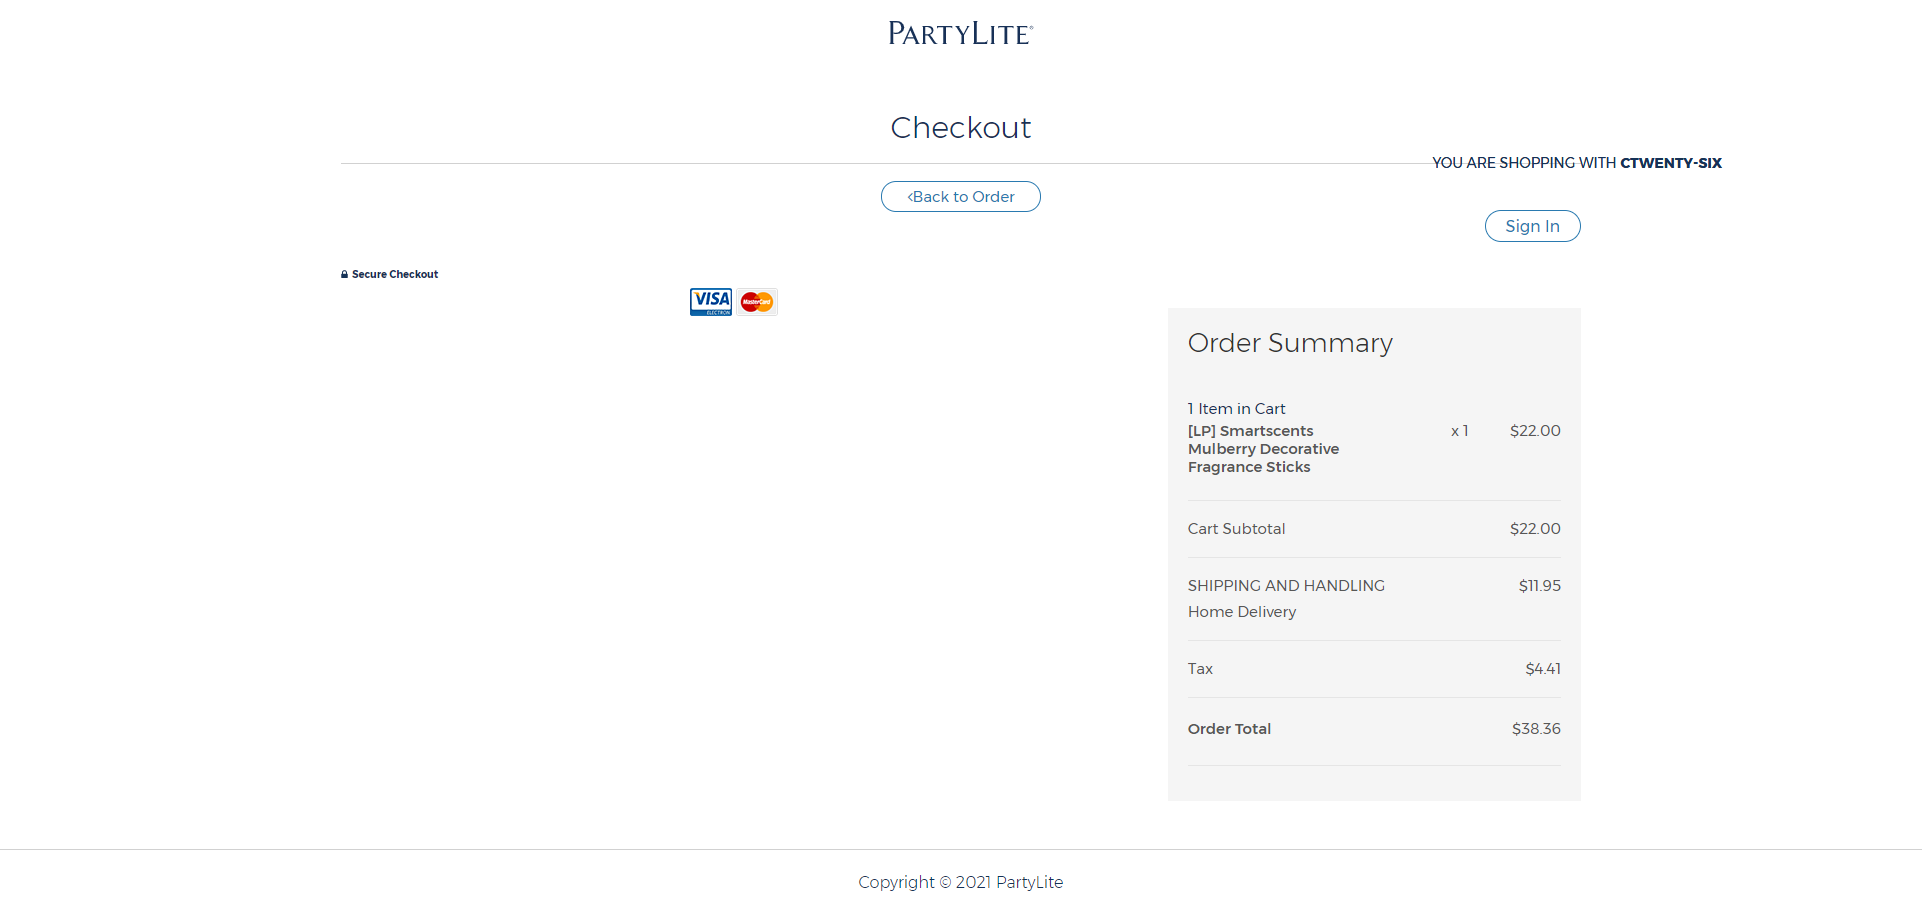 PARTYLITE®
Checkout
YOU ARE SHOPPING WITH CTWENTY-SIX
‹Back to Order
Sign In
Secure Checkout
VISA
ELECTRON
MasterCard
Order Summary
1 Item in Cart
[LP] Smartscents x 1 $22.00
Mulberry Decorative
Fragrance Sticks
Cart Subtotal $22.00
SHIPPING AND HANDLING $11.95
Home Delivery
Tax $4.41
Order Total $38.36
Copyright © 2021 PartyLite